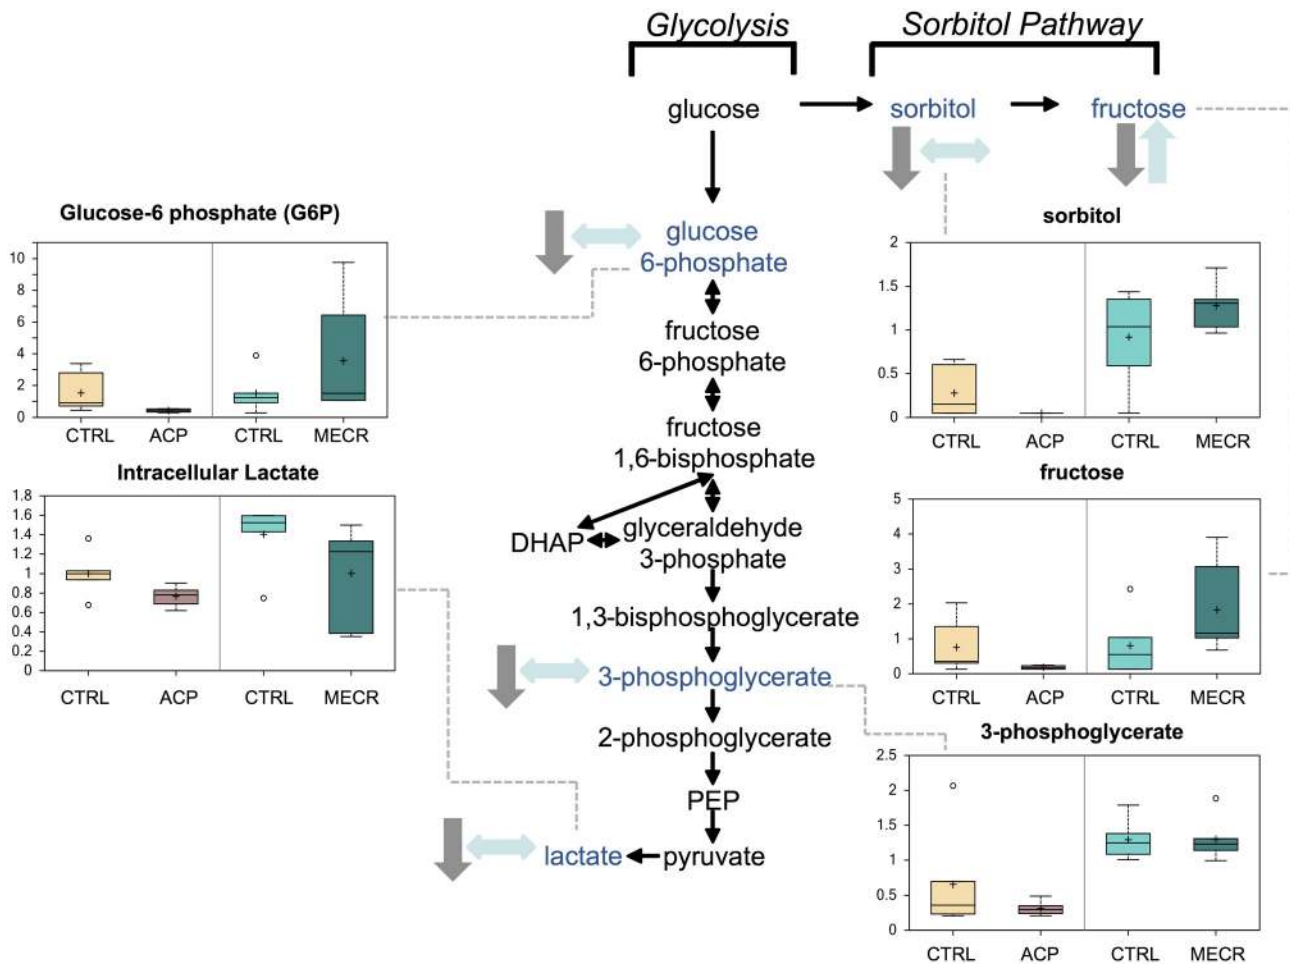 Glycolysis
Sorbitol Pathway
glucose
sorbitol
fructose
Glucose-6 phosphate (G6P)
10
8
6
4
2
0
CTRL
ACP
CTRL
MECR
Intracellular Lactate
1.8
1.6
1.4
1.2
1.0
0.8
0.6
0.4
0.2
0
CTRL
ACP
CTRL
MECR
glucose
6-phosphate
fructose
6-phosphate
fructose
1,6-bisphosphate
DHAP
glyceraldehyde
3-phosphate
1,3-bisphosphoglycerate
3-phosphoglycerate
2-phosphoglycerate
PEP
lactate
pyruvate
sorbitol
2
1.5
1
0.5
0
CTRL
ACP
CTRL
MECR
fructose
5
4
3
2
1
0
CTRL
ACP
CTRL
MECR
3-phosphoglycerate
2.5
2
1.5
1
0.5
0
CTRL
ACP
CTRL
MECR